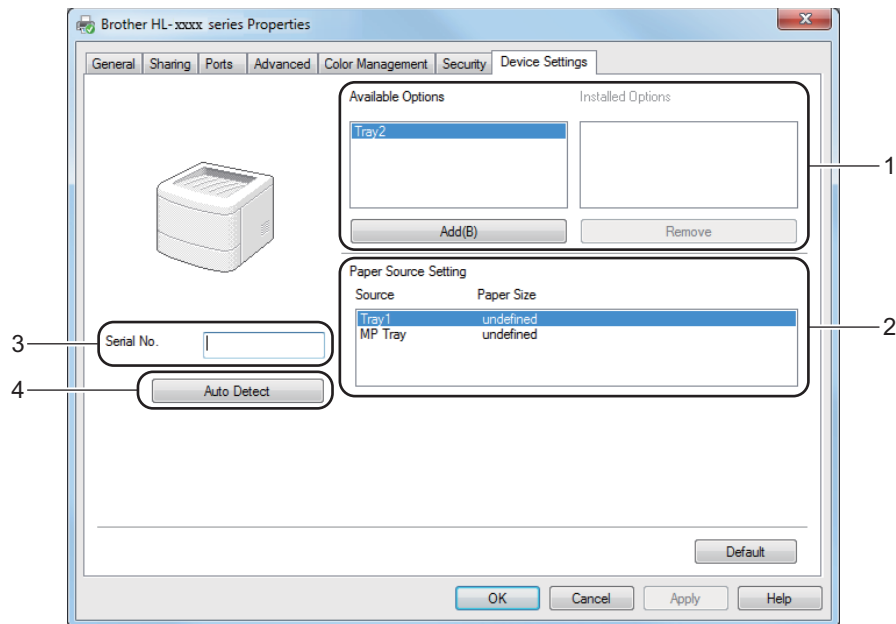 Brother HL-xxxx series Properties
x
General Sharing Ports Advanced Color Management Security Device Settings
Available Options Installed Options
Tray2
1
Add(B) Remove
Paper Source Setting
Source Paper Size
Tray1 undefined
MP Tray undefined
2
3
Serial No.
4
Auto Detect
Default
OK Cancel Apply Help